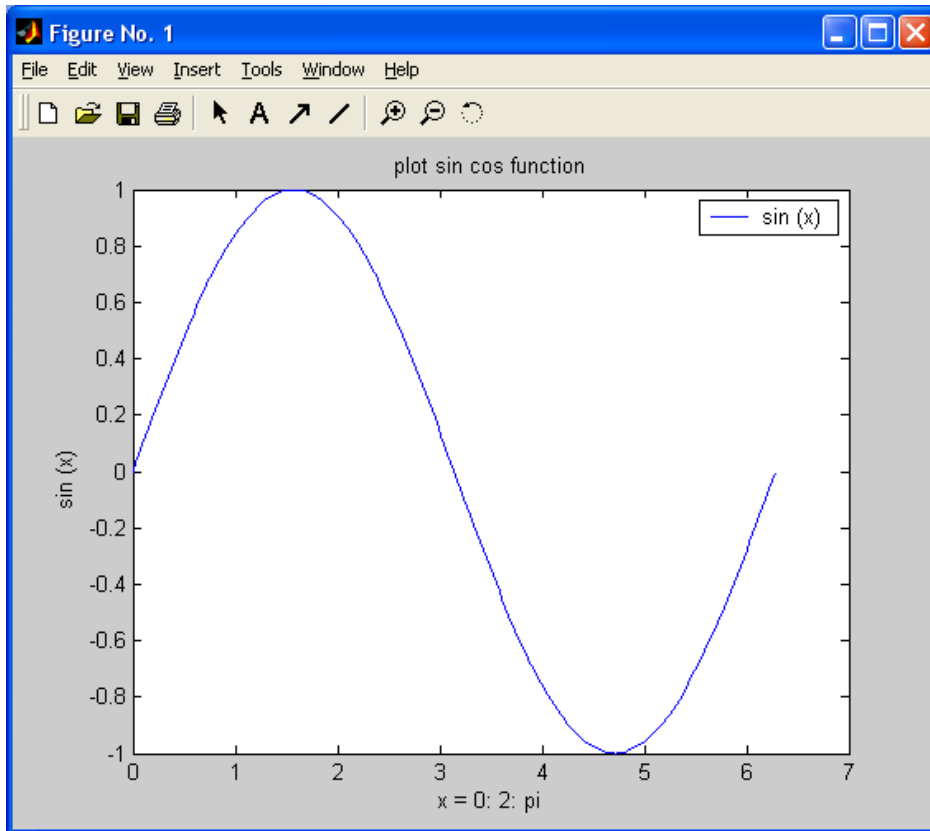 Figure No. 1
File Edit View Insert Tools Window Help
A
plot sin cos function
sin (x)
1
0.8
0.6
0.4
0.2
0
-0.2
-0.4
-0.6
-0.8
-1
sin (x)
0 1 2 3 4 5 6 7
x = 0: 2: pi